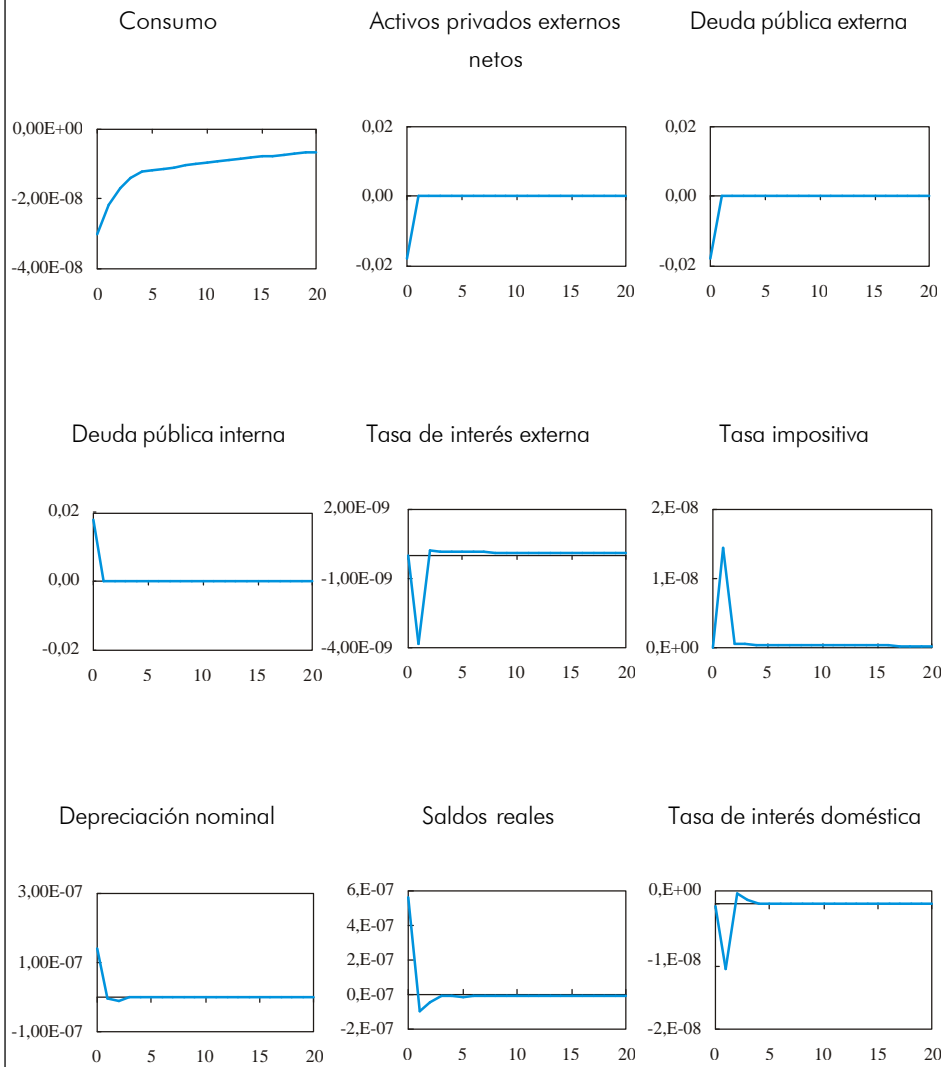 Consumo
Activos privados externos
netos
Deuda pública externa
0,00E+00
-2,00E-08
-4,00E-08
0 5 10 15 20
0,02
0,00
-0,02
0 5 10 15 20
0,02
0,00
-0,02
0 5 10 15 20
Deuda pública interna
Tasa de interés externa
Tasa impositiva
0,02
0,00
-0,02
0 5 10 15 20
2,00E-09
-1,00E-09
-4,00E-09
0 5 10 15 20
2,E-08
1,E-08
0,E+00
0 5 10 15 20
Depreciación nominal
Saldos reales
Tasa de interés doméstica
3,00E-07
1,00E-07
-1,00E-07
0 5 10 15 20
6,E-07
4,E-07
2,E-07
0,E-07
-2,E-07
0 5 10 15 20
0,E+00
-1,E-08
-2,E-08
0 5 10 15 20